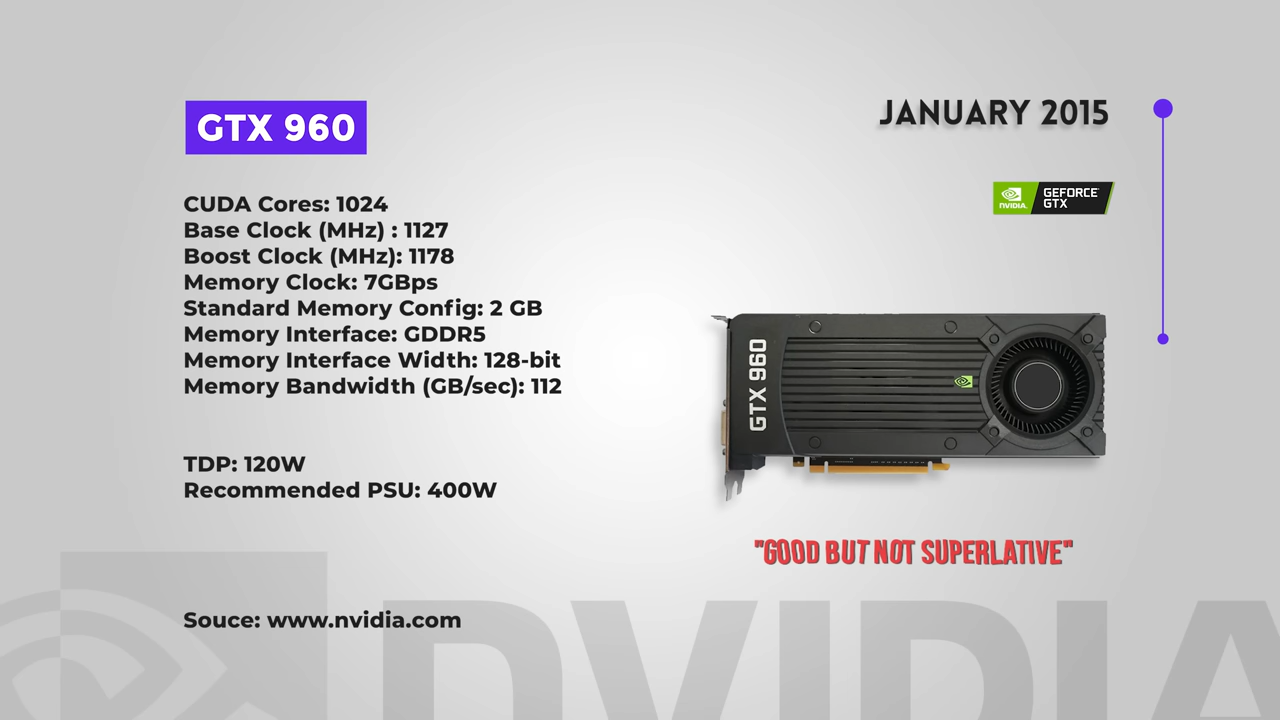 GTX 960
JANUARY 2015
NVIDIA.
GEFORCE
GTX
CUDA Cores: 1024
Base Clock (MHz) : 1127
Boost Clock (MHz): 1178
Memory Clock: 7GBps
Standard Memory Config: 2 GB
Memory Interface: GDDR5
Memory Interface Width: 128-bit
Memory Bandwidth (GB/sec): 112
TDP: 120W
Recommended PSU: 400W
GTX 960
"GOOD BUT NOT SUPERLATIVE"
Souce: www.nvidia.com
NVIDIA